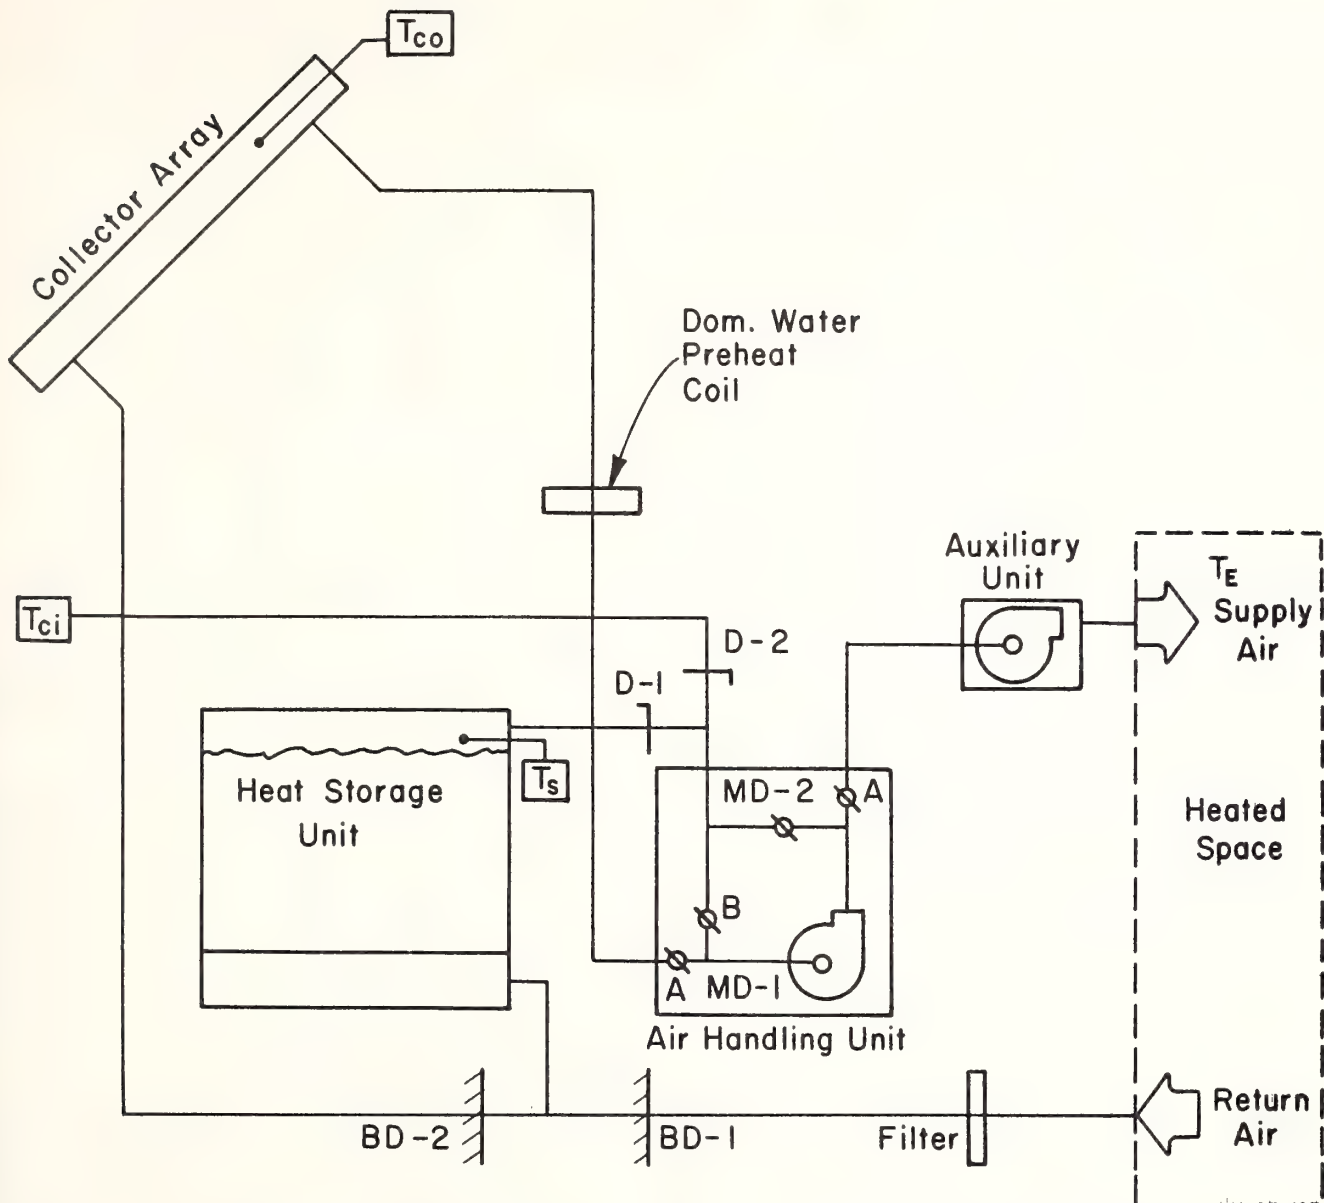 Tco
Collector Array
Dom. Water
Preheat
Coil
Auxiliary
Unit
TE
Supply
Air
Tci
D-2
D-1
Heat Storage
Unit
Ts
MD-2
A
B
A
MD-1
Air Handling Unit
Heated
Space
BD-2
BD-1
Filter
Return
Air